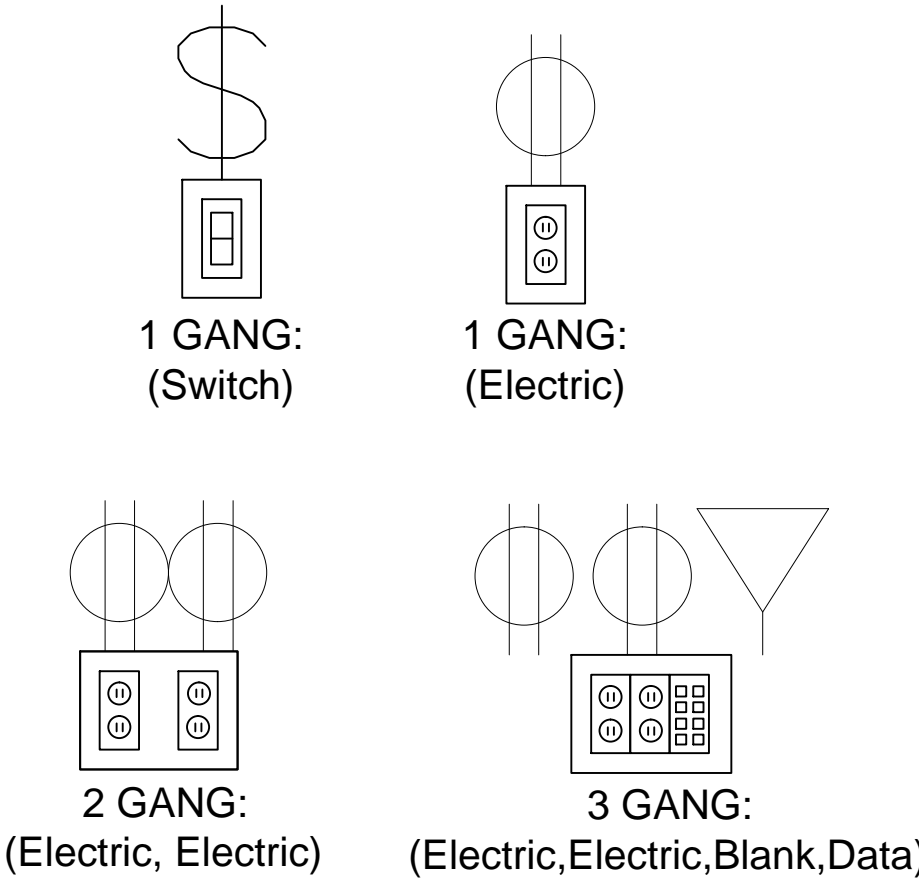 1 GANG:
(Switch)
1 GANG:
(Electric)
2 GANG:
(Electric, Electric)
3 GANG:
(Electric,Electric,Blank,Data)